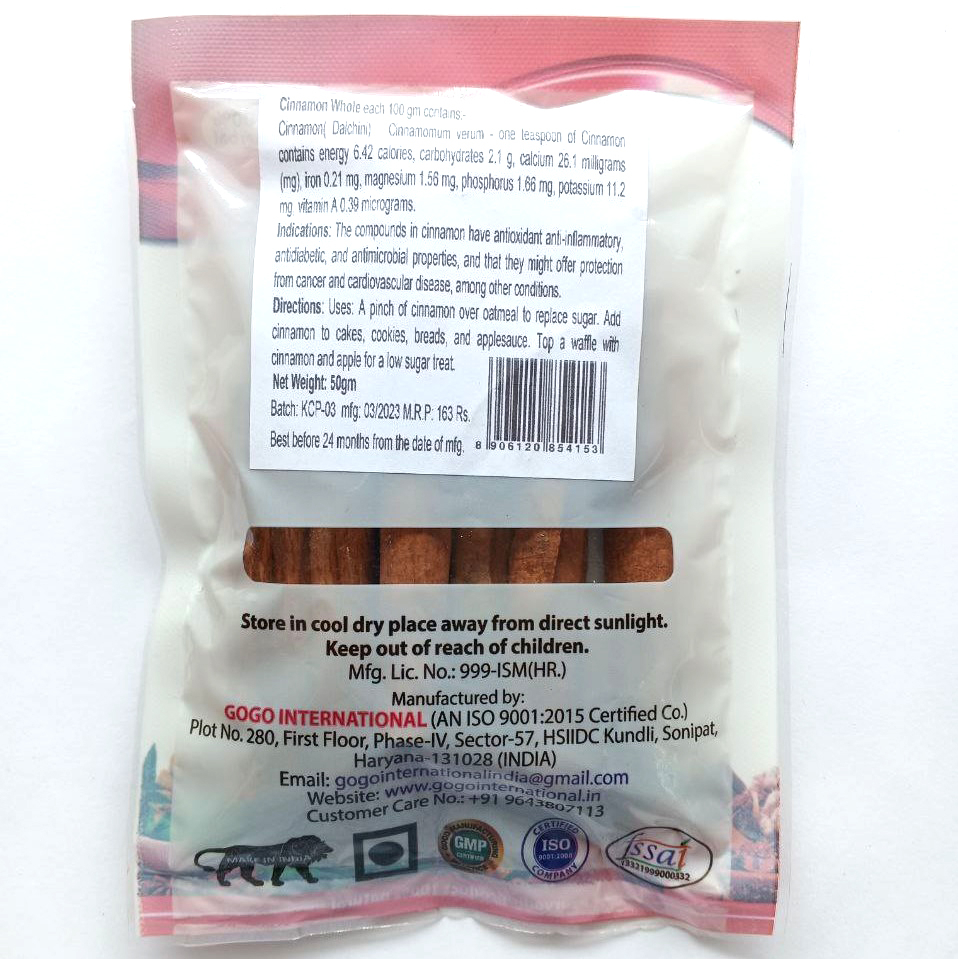 Cinnamon Whole each 100 gm contains.-
Cinnamon( Dalchini) Cinnamomum verum - one teaspoon of Cinnamon
contains energy 6.42 calories, carbohydrates 2.1 g, calcium 26.1 milligrams
(mg), iron 0.21 mg, magnesium 1.56 mg, phosphorus 1.66 mg, potassium 11.2
mg vitamin A 0.39 micrograms.
Indications: The compounds in cinnamon have antioxidant anti-inflammatory,
antidiabetic, and antimicrobial properties, and that they might offer protection
from cancer and cardiovascular disease, among other conditions.
Directions: Uses: A pinch of cinnamon over oatmeal to replace sugar. Add
cinnamon to cakes, cookies, breads, and applesauce. Top a waffle with
cinnamon and apple for a low sugar treat.
Net Weight: 50gm
Batch: KCP-03 mfg: 03/2023 M.R.P: 163 Rs.
Best before 24 months from the date of mfg.
8 906120 854153
Store in cool dry place away from direct sunlight.
Keep out of reach of children.
Mfg. Lic. No.: 999-ISM(HR.)
Manufactured by:
GOGO INTERNATIONAL (AN ISO 9001:2015 Certified Co.)
Plot No. 280, First Floor, Phase-IV, Sector-57, HSIIDC Kundli, Sonipat,
Haryana-131028 (INDIA)
Email: gogointernationalindia@gmail.com
Website: www.gogointernational.in
Customer Care No.: +91 9643807113
MAKE IN INDIA
GMP
CERTIFIED
CERTIFIED
ISO
9001:2008
COMPANY
fssai